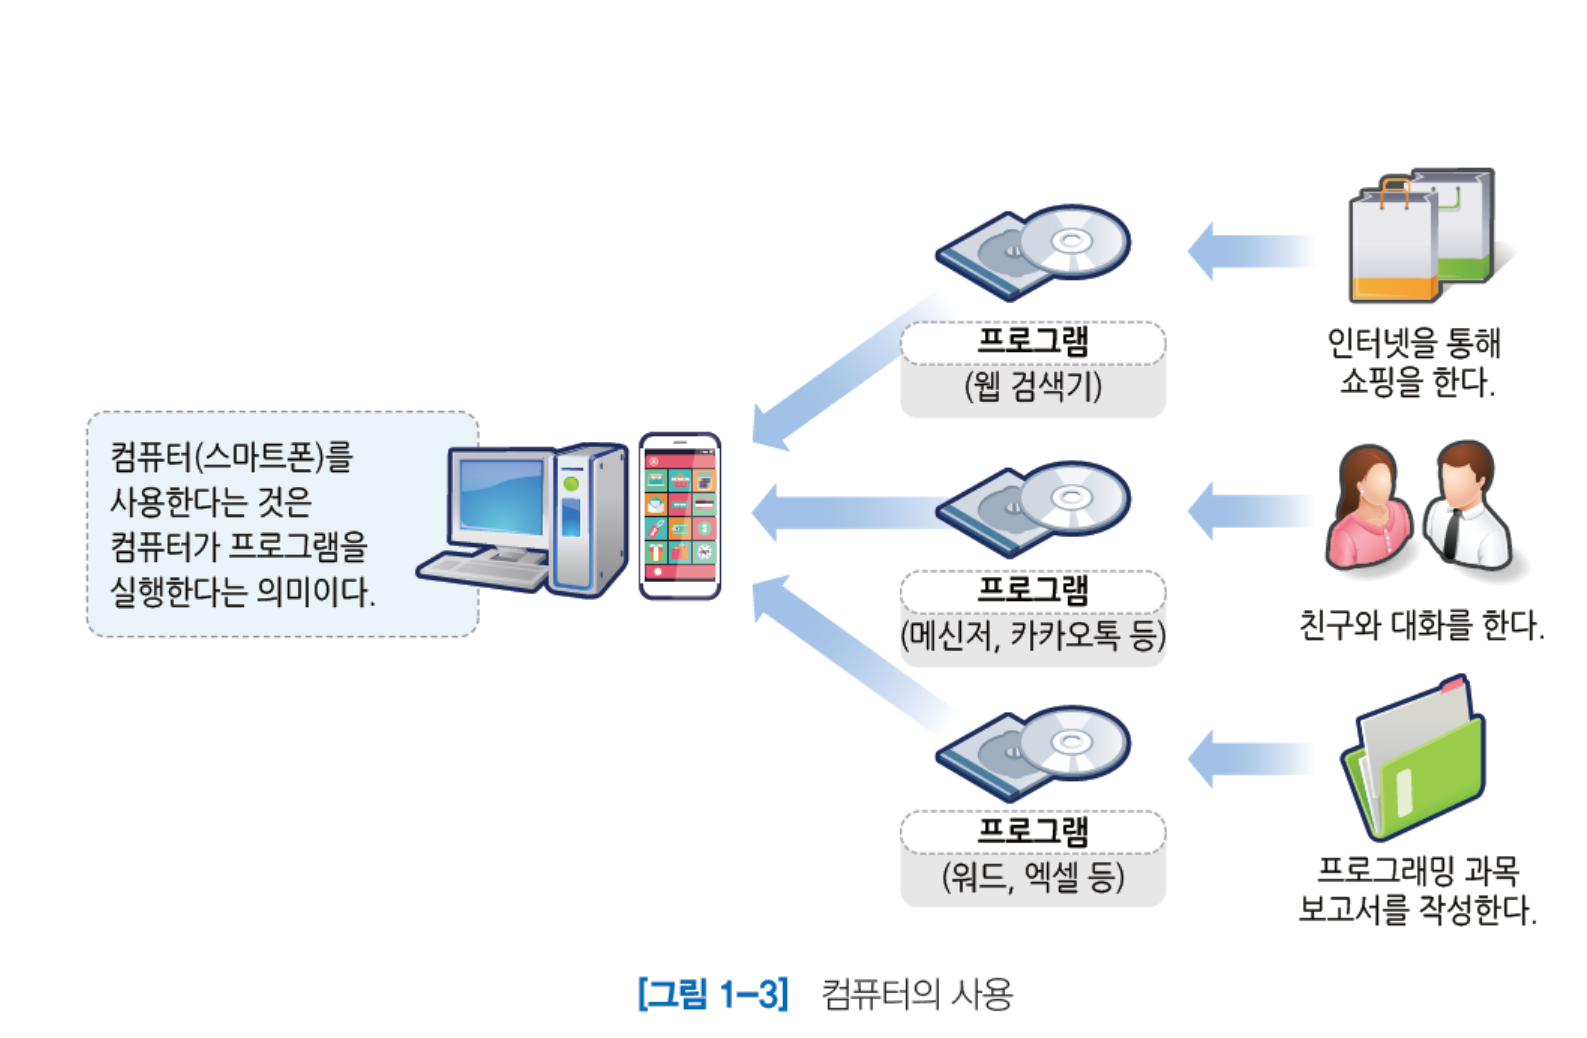 인터넷을 통해
쇼핑을 한다.
프로그램
(웹 검색기)
컴퓨터(스마트폰)를
사용한다는 것은
컴퓨터가 프로그램을
실행한다는 의미이다.
프로그램
(메신저, 카카오톡 등)
친구와 대화를 한다.
프로그램
(워드, 엑셀 등)
프로그래밍 과목
보고서를 작성한다.
[그림 1-3] 컴퓨터의 사용